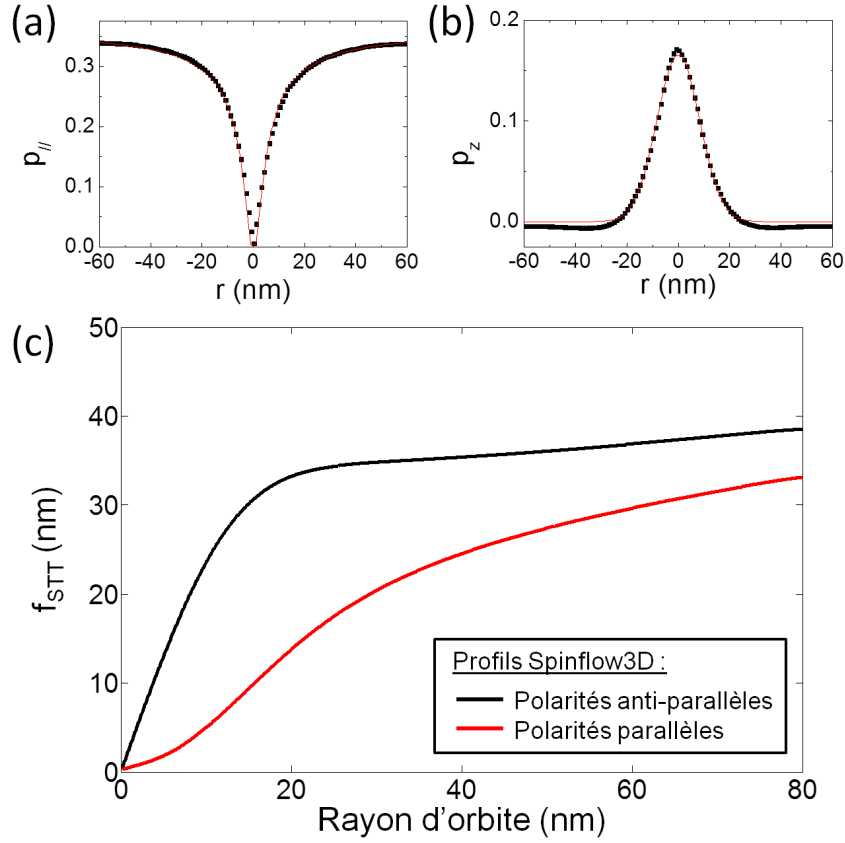 (a)
0.3
0.2
0.1
0.0
p//
-60 -40 -20 0 20 40 60
r (nm)
(b)
0.2
0.1
0.0
pz
-60 -40 -20 0 20 40 60
r (nm)
(c)
50
40
30
20
10
0
fSTT (nm)
0 20 40 60 80
Rayon d'orbite (nm)
Profils Spinflow3D :
Polarités anti-parallèles
Polarités parallèles